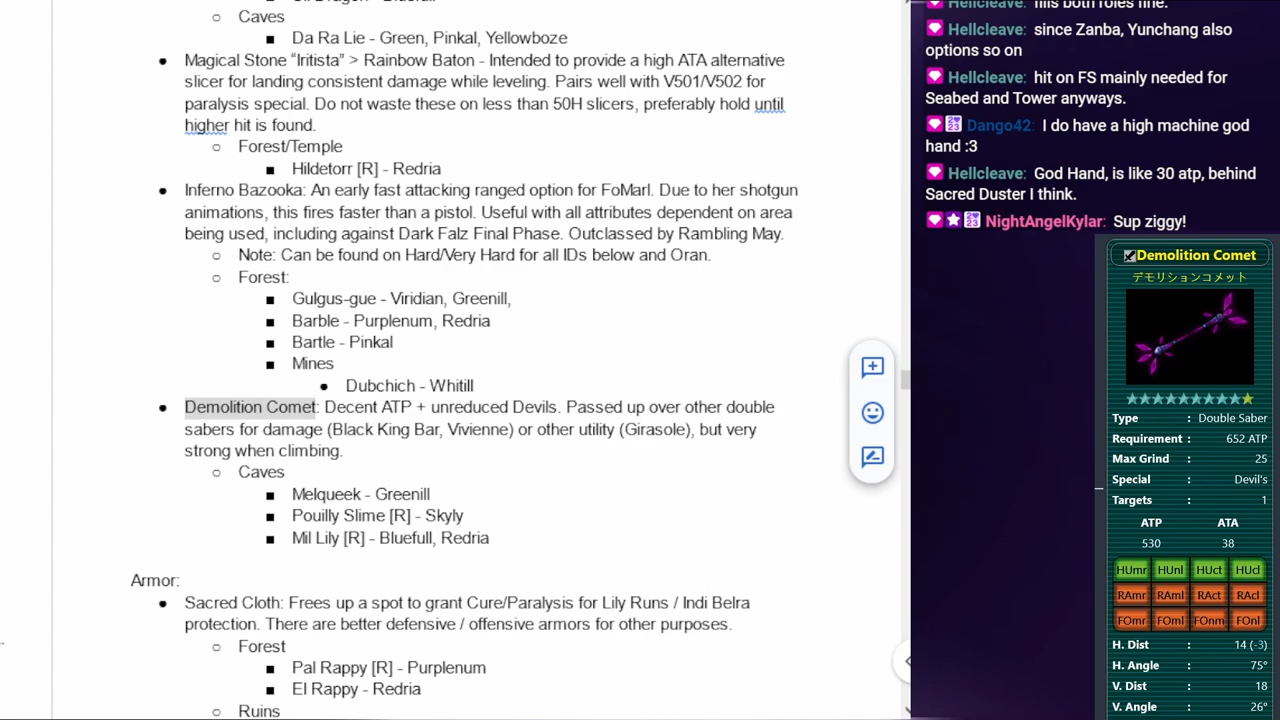 ○ Caves
■ Da Ra Lie - Green, Pinkal, Yellowboze
● Magical Stone “Iritista” > Rainbow Baton - Intended to provide a high ATA alternative
slicer for landing consistent damage while leveling. Pairs well with V501/V502 for
paralysis special. Do not waste these on less than 50H slicers, preferably hold until
higher hit is found.
○ Forest/Temple
■ Hildetorr [R] - Redria
● Inferno Bazooka: An early fast attacking ranged option for FoMarl. Due to her shotgun
animations, this fires faster than a pistol. Useful with all attributes dependent on area
being used, including against Dark Falz Final Phase. Outclassed by Rambling May.
○ Note: Can be found on Hard/Very Hard for all IDs below and Oran.
○ Forest:
■ Gulgus-gue - Viridian, Greenill,
■ Barble - Purplenum, Redria
■ Bartle - Pinkal
■ Mines
● Dubchich - Whitill
● Demolition Comet: Decent ATP + unreduced Devils. Passed up over other double
sabers for damage (Black King Bar, Vivienne) or other utility (Girasole), but very
strong when climbing.
○ Caves
■ Melqueek - Greenill
■ Pouilly Slime [R] - Skyly
■ Mil Lily [R] - Bluefull, Redria
Armor:
● Sacred Cloth: Frees up a spot to grant Cure/Paralysis for Lily Runs / Indi Belra
protection. There are better defensive / offensive armors for other purposes.
○ Forest
■ Pal Rappy [R] - Purplenum
■ El Rappy - Redria
○ Ruins
Hellcleave: fills both roles fine.
Hellcleave: since Zanba, Yunchang also
options so on
Hellcleave: hit on FS mainly needed for
Seabed and Tower anyways.
Dango42: I do have a high machine god
hand :3
Hellcleave: God Hand, is like 30 atp, behind
Sacred Duster I think.
NightAngelKylar: Sup ziggy!
Demolition Comet
デモリションコメット
★★★★★★★★★★
Type : Double Saber
Requirement : 652 ATP
Max Grind : 25
Special : Devil's
Targets : 1
ATP ATA
530 38
HUmr HUnl HUct HUcl
RAmr RAml RAct RAcl
FOmr FOml FOnm FOnl
H. Dist : 14 (-3)
H. Angle : 75°
V. Dist : 18
V. Angle : 26°